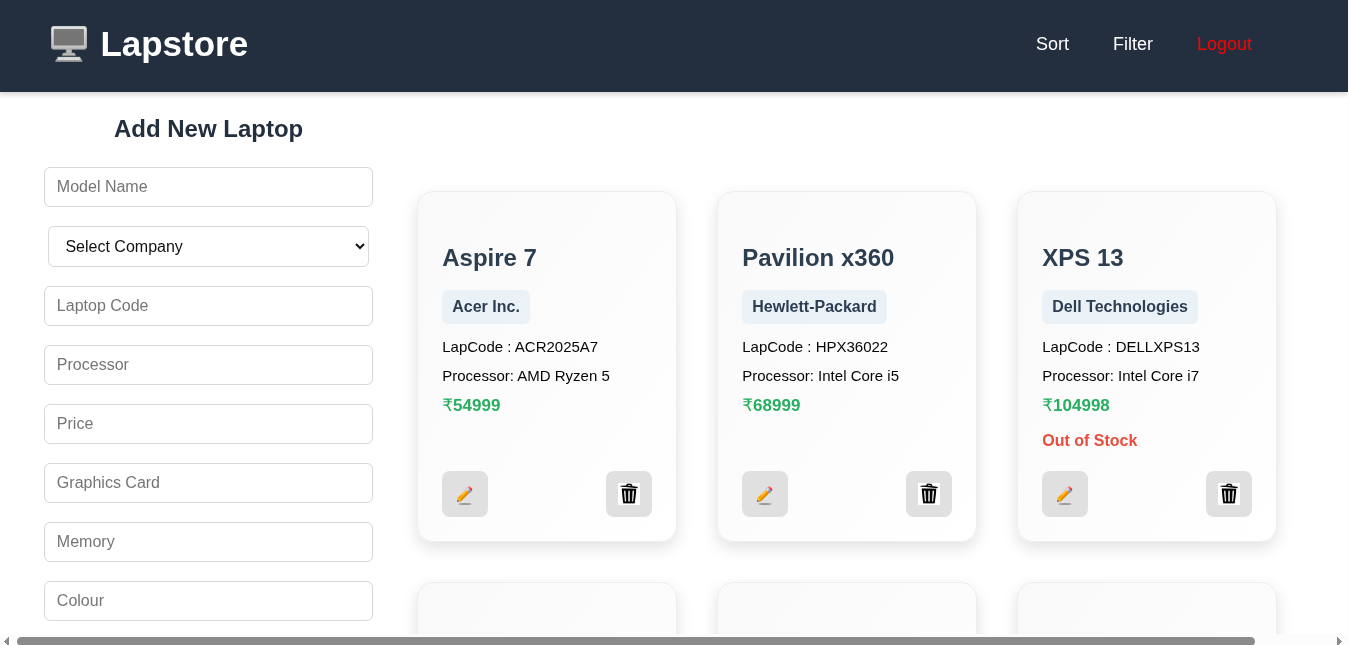 Lapstore
Sort Filter Logout
Add New Laptop
Model Name
Select Company
Laptop Code
Processor
Price
Graphics Card
Memory
Colour
Aspire 7
Acer Inc.
LapCode : ACR2025A7
Processor: AMD Ryzen 5
₹54999
Pavilion x360
Hewlett-Packard
LapCode : HPX36022
Processor: Intel Core i5
₹68999
XPS 13
Dell Technologies
LapCode : DELLXPS13
Processor: Intel Core i7
₹104998
Out of Stock